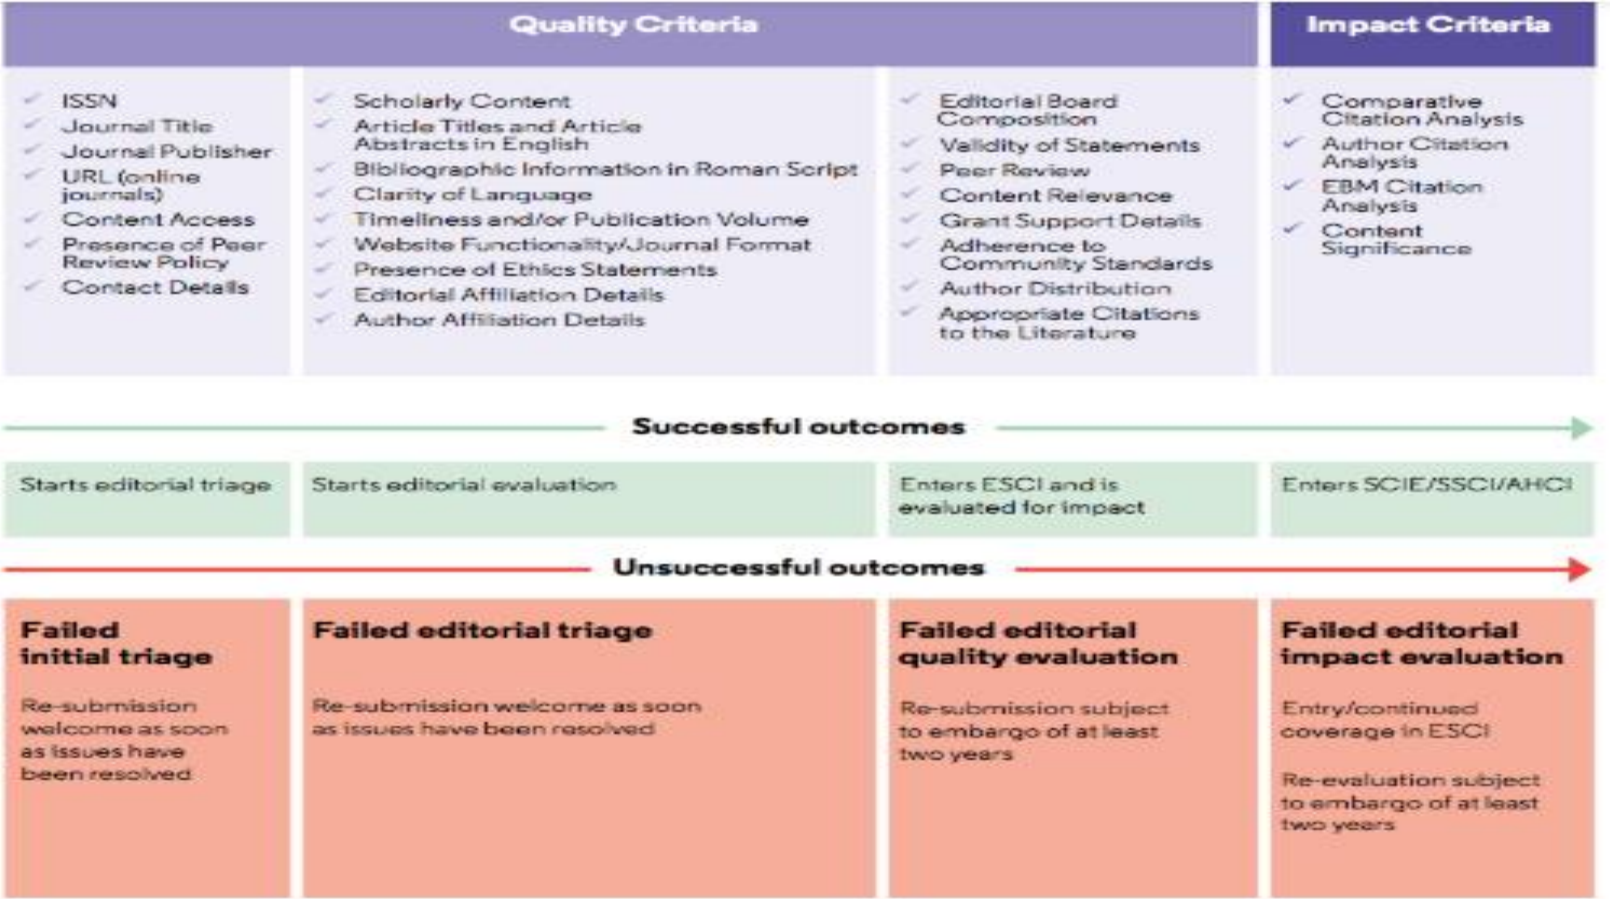 Quality Criteria
Impact Criteria
ISSN
Journal Title
Journal Publisher
URL (online
journals)
Content Access
Presence of Peer
Review Policy
Contact Details
Scholarly Content
Article Titles and Article
Abstracts in English
Bibliographic Information in Roman Script
Clarity of Language
Timeliness and/or Publication Volume
Website Functionality/Journal Format
Presence of Ethics Statements
Editorial Affiliation Details
Author Affiliation Details
Editorial Board
Composition
Validity of Statements
Peer Review
Content Relevance
Grant Support Details
Adherence to
Community Standards
Author Distribution
Appropriate Citations
to the Literature
Comparative
Citation Analysis
Author Citation
Analysis
EBM Citation
Analysis
Content
Significance
Successful outcomes
Starts editorial triage
Starts editorial evaluation
Enters ESCI and is
evaluated for impact
Enters SCIE/SSCI/AHCI
Unsuccessful outcomes
Failed
initial triage
Re-submission
welcome as soon
as issues have
been resolved
Failed editorial triage
Re-submission welcome as soon
as issues have been resolved
Failed editorial
quality evaluation
Re-submission subject
to embargo of at least
two years
Failed editorial
impact evaluation
Entry/continued
coverage in ESCI
Re-evaluation subject
to embargo of at least
two years